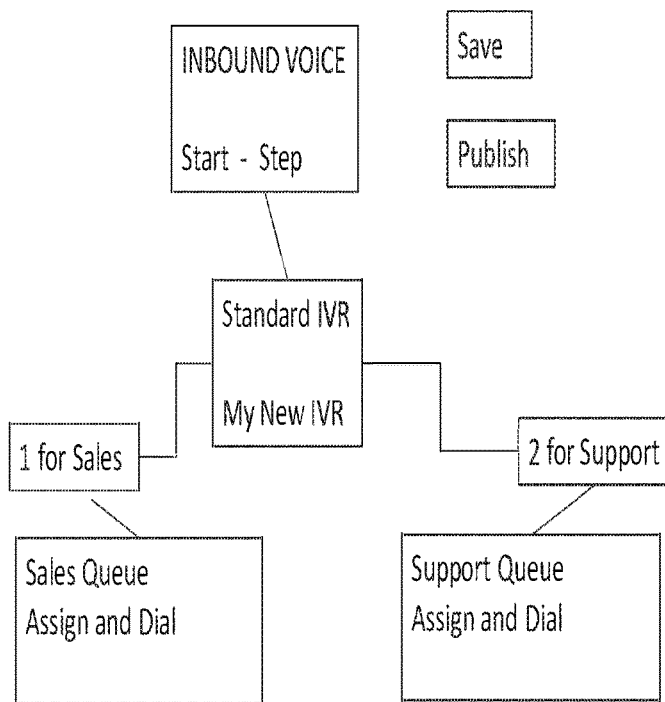 INBOUND VOICE
Start - Step
Save
Publish
Standard IVR
My New IVR
1 for Sales
2 for Support
Sales Queue
Assign and Dial
Support Queue
Assign and Dial